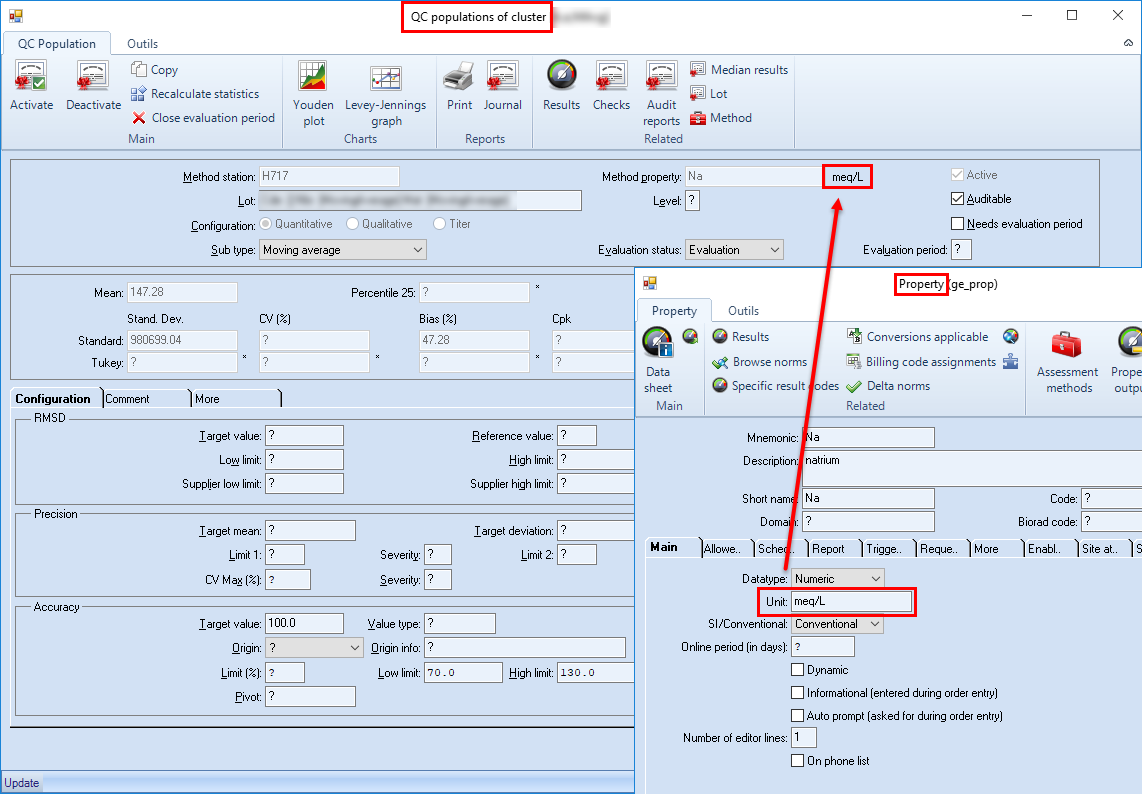 QC populations of cluster
QC Population Outils
Activate Deactivate Copy
Recalculate statistics
Close evaluation period
Main
Youden plot Levey-Jennings graph
Charts
Print Journal
Reports
Results Checks Audit reports Median results
Lot
Method
Related
Method station: H717 Method property: Na meq/L Active
Lot: Level: ? Auditable
Configuration: Quantitative Qualitative Titer Needs evaluation period
Sub type: Moving average Evaluation status: Evaluation Evaluation period: ?
Mean: 147.28 Percentile 25: ? *
Stand. Dev. CV (%) Bias (%) Cpk
Standard: 980699.04 ? 47.28 ?
Tukey: ? * ? * ? * ?
Configuration Comment More
RMSD
Target value: ? Reference value: ?
Low limit: ? High limit: ?
Supplier low limit: ? Supplier high limit: ?
Precision
Target mean: ? Target deviation: ?
Limit 1: ? Severity: ? Limit 2: ?
CV Max (%): ? Severity: ?
Accuracy
Target value: 100.0 Value type: ?
Origin: ? Origin info: ?
Limit (%): ? Low limit: 70.0 High limit: 130.0
Pivot: ?
Update
Property (ge_prop)
Property Outils
Data sheet
Main
Results Conversions applicable
Browse norms Billing code assignments
Specific result codes Delta norms
Related
Assessment methods Prope outpu
Mnemonic: Na
Description: natrium
Short name: Na Code: ?
Domain: ? Biorad code: ?
Main Allowe.. Sched.. Report Trigge.. Reque.. More Enabl.. Site at.. S
Datatype: Numeric
Unit: meq/L
SI/Conventional: Conventional
Online period (in days): ?
Dynamic
Informational (entered during order entry)
Auto prompt (asked for during order entry)
Number of editor lines: 1
On phone list